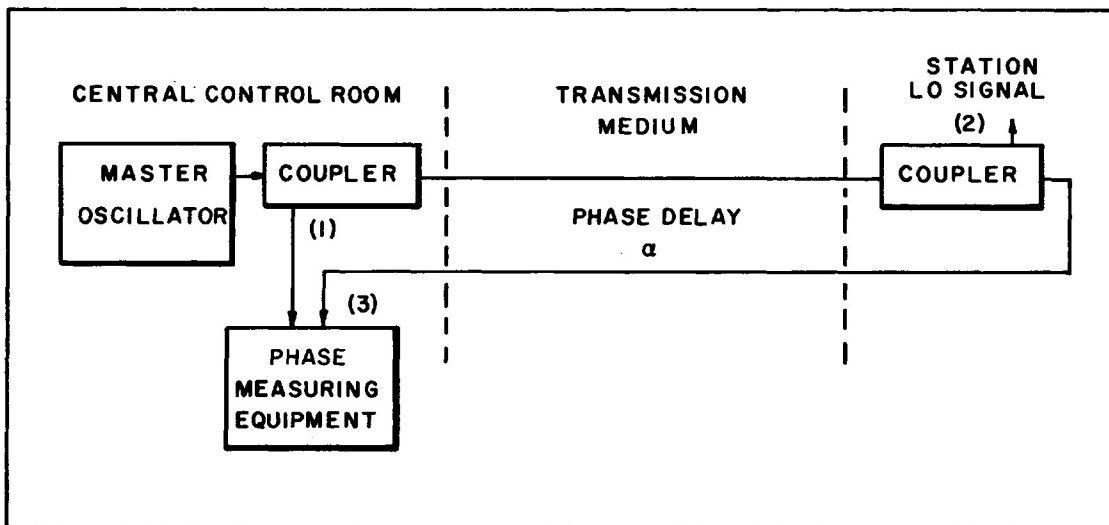 CENTRAL CONTROL ROOM
TRANSMISSION
MEDIUM
STATION
LO SIGNAL
(2)
MASTER
OSCILLATOR
COUPLER
COUPLER
(1)
PHASE DELAY
α
(3)
PHASE
MEASURING
EQUIPMENT